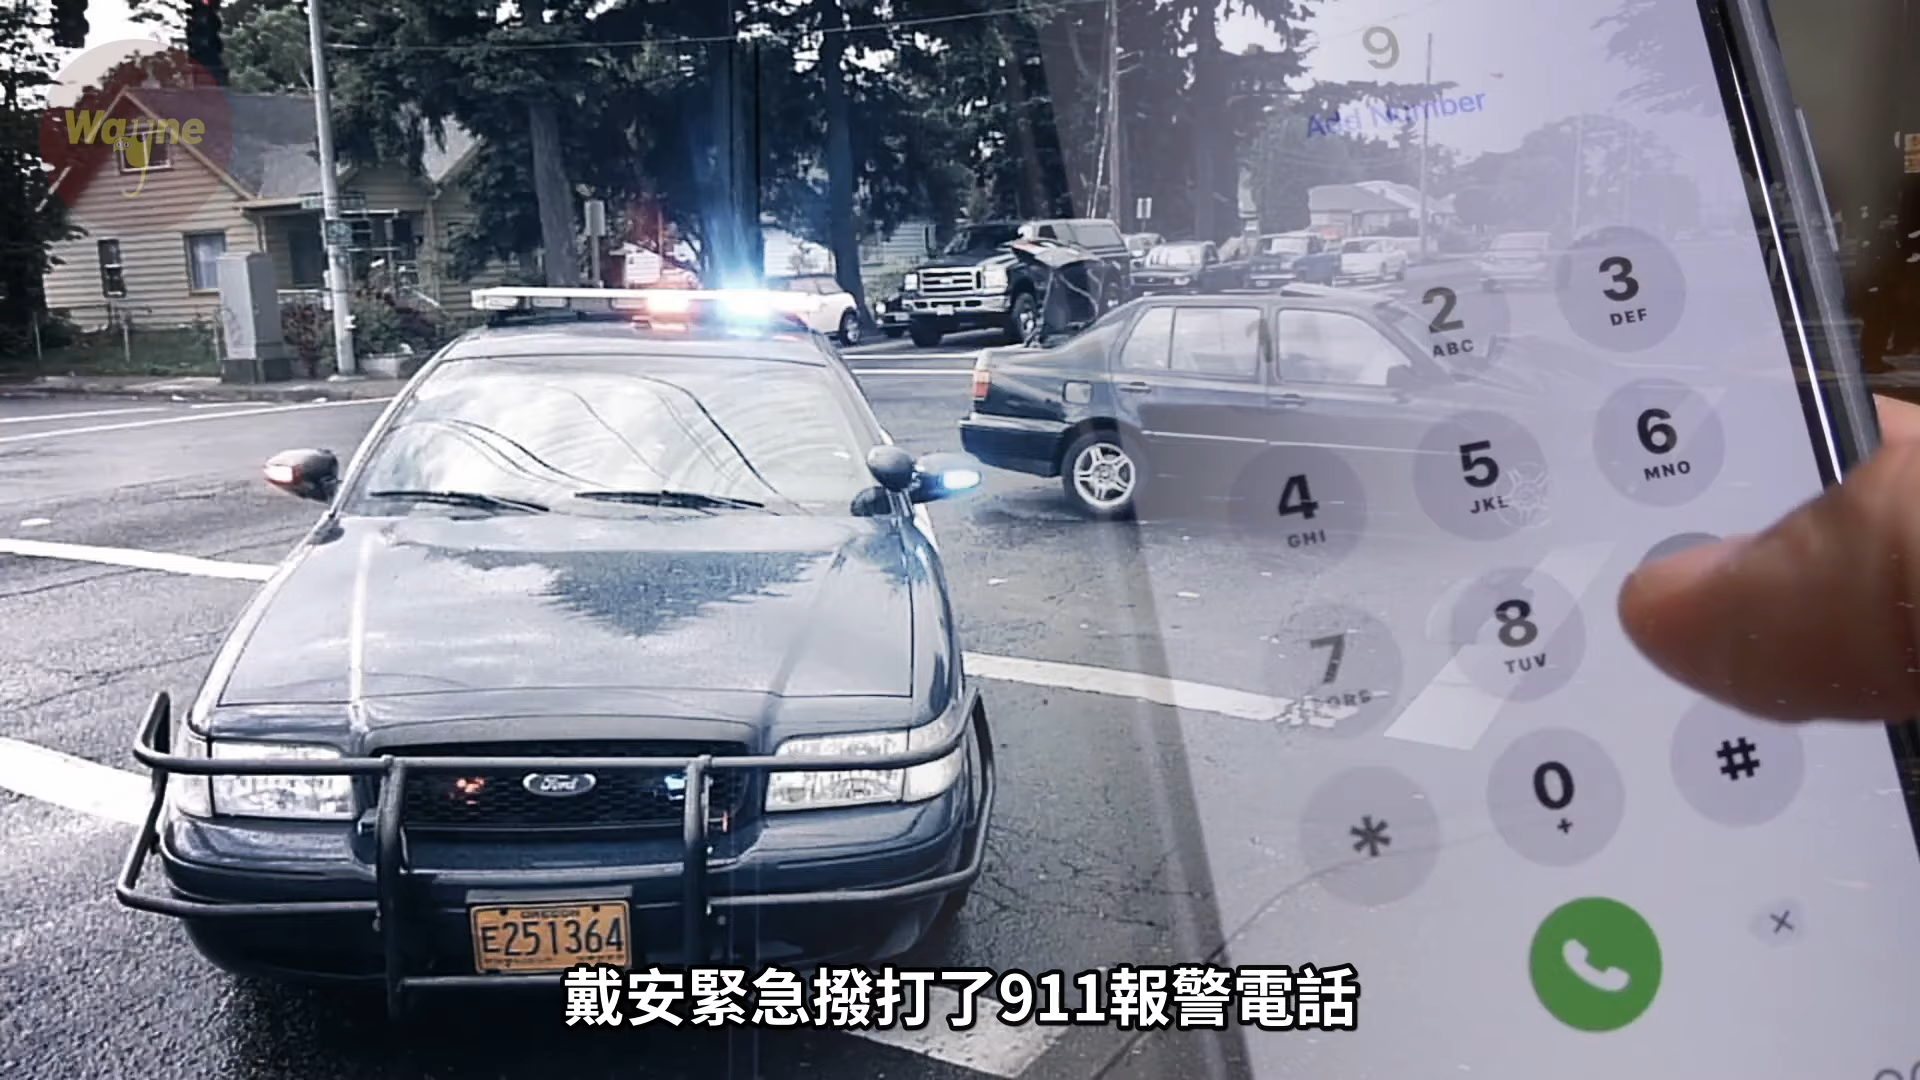 Wayne
9
Add Number
2
ABC
3
DEF
4
GHI
5
JKL
6
MNO
7
PQRS
8
TUV
*
0
+
#
Ford
OREGON
E251364
戴安緊急撥打了911報警電話